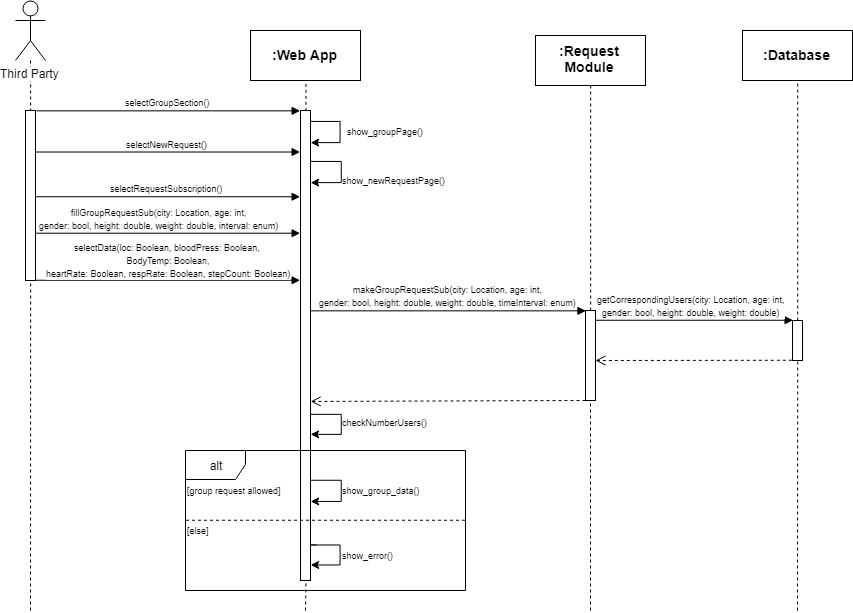 Third Party
:Web App
:Request
Module
:Database
selectGroupSection()
show_groupPage()
selectNewRequest()
show_newRequestPage()
selectRequestSubscription()
fillGroupRequestSub(city: Location, age: int,
gender: bool, height: double, weight: double, interval: enum)
selectData(loc: Boolean, bloodPress: Boolean,
BodyTemp: Boolean,
heartRate: Boolean, respRate: Boolean, stepCount: Boolean)
makeGroupRequestSub(city: Location, age: int,
gender: bool, height: double, weight: double, timeInterval: enum)
getCorrespondingUsers(city: Location, age: int,
gender: bool, height: double, weight: double)
checkNumberUsers()
alt
[group request allowed]
show_group_data()
[else]
show_error()